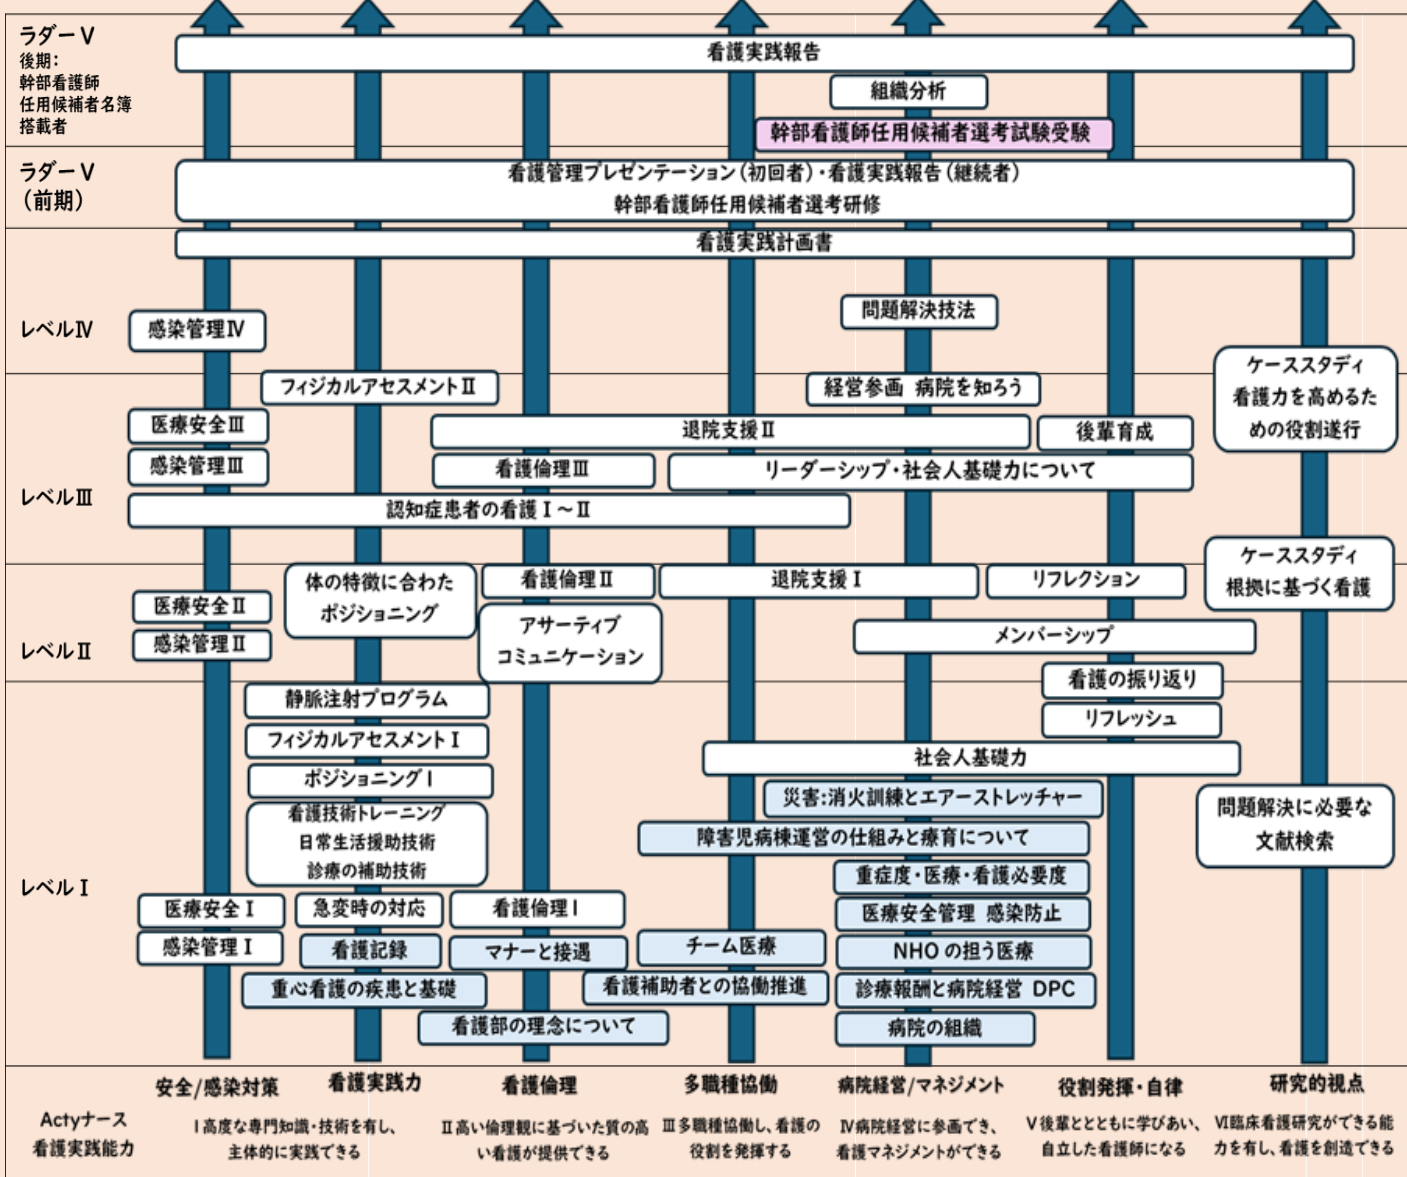 ラダーⅤ
後期：
幹部看護師
任用候補者名簿
搭載者
看護実践報告
組織分析
幹部看護師任用候補者選考試験受験
ラダーⅤ
（前期）
看護管理プレゼンテーション（初回者）・看護実践報告（継続者）
幹部看護師任用候補者選考研修
看護実践計画書
レベルⅣ
感染管理Ⅳ
問題解決技法
ケーススタディ
看護力を高めるた
めの役割遂行
フィジカルアセスメントⅡ
経営参画 病院を知ろう
レベルⅢ
医療安全Ⅲ
退院支援Ⅱ
後輩育成
感染管理Ⅲ
看護倫理Ⅲ
リーダーシップ・社会人基礎力について
認知症患者の看護Ⅰ～Ⅱ
ケーススタディ
根拠に基づく看護
レベルⅡ
体の特徴に合わた
ポジショニング
看護倫理Ⅱ
退院支援Ⅰ
リフレクション
医療安全Ⅱ
感染管理Ⅱ
アサーティブ
コミュニケーション
メンバーシップ
看護の振り返り
レベルⅠ
静脈注射プログラム
リフレッシュ
フィジカルアセスメントⅠ
社会人基礎力
ポジショニングⅠ
災害:消火訓練とエアーストレッチャー
問題解決に必要な
文献検索
看護技術トレーニング
日常生活援助技術
診療の補助技術
障害児病棟運営の仕組みと療育について
重症度・医療・看護必要度
医療安全Ⅰ
急変時の対応
看護倫理Ⅰ
医療安全管理 感染防止
感染管理Ⅰ
看護記録
マナーと接遇
チーム医療
NHOの担う医療
重心看護の疾患と基礎
看護補助者との協働推進
診療報酬と病院経営 DPC
看護部の理念について
病院の組織
安全/感染対策
看護実践力
看護倫理
多職種協働
病院経営/マネジメント
役割発揮・自律
研究的視点
Actyナース
看護実践能力
Ⅰ高度な専門知識・技術を有し、
主体的に実践できる
Ⅱ高い倫理観に基づいた質の高
い看護が提供できる
Ⅲ多職種協働し、看護の
役割を発揮する
Ⅳ病院経営に参画でき、
看護マネジメントができる
Ⅴ後輩ととともに学びあい、
自立した看護師になる
Ⅵ臨床看護研究ができる能
力を有し、看護を創造できる